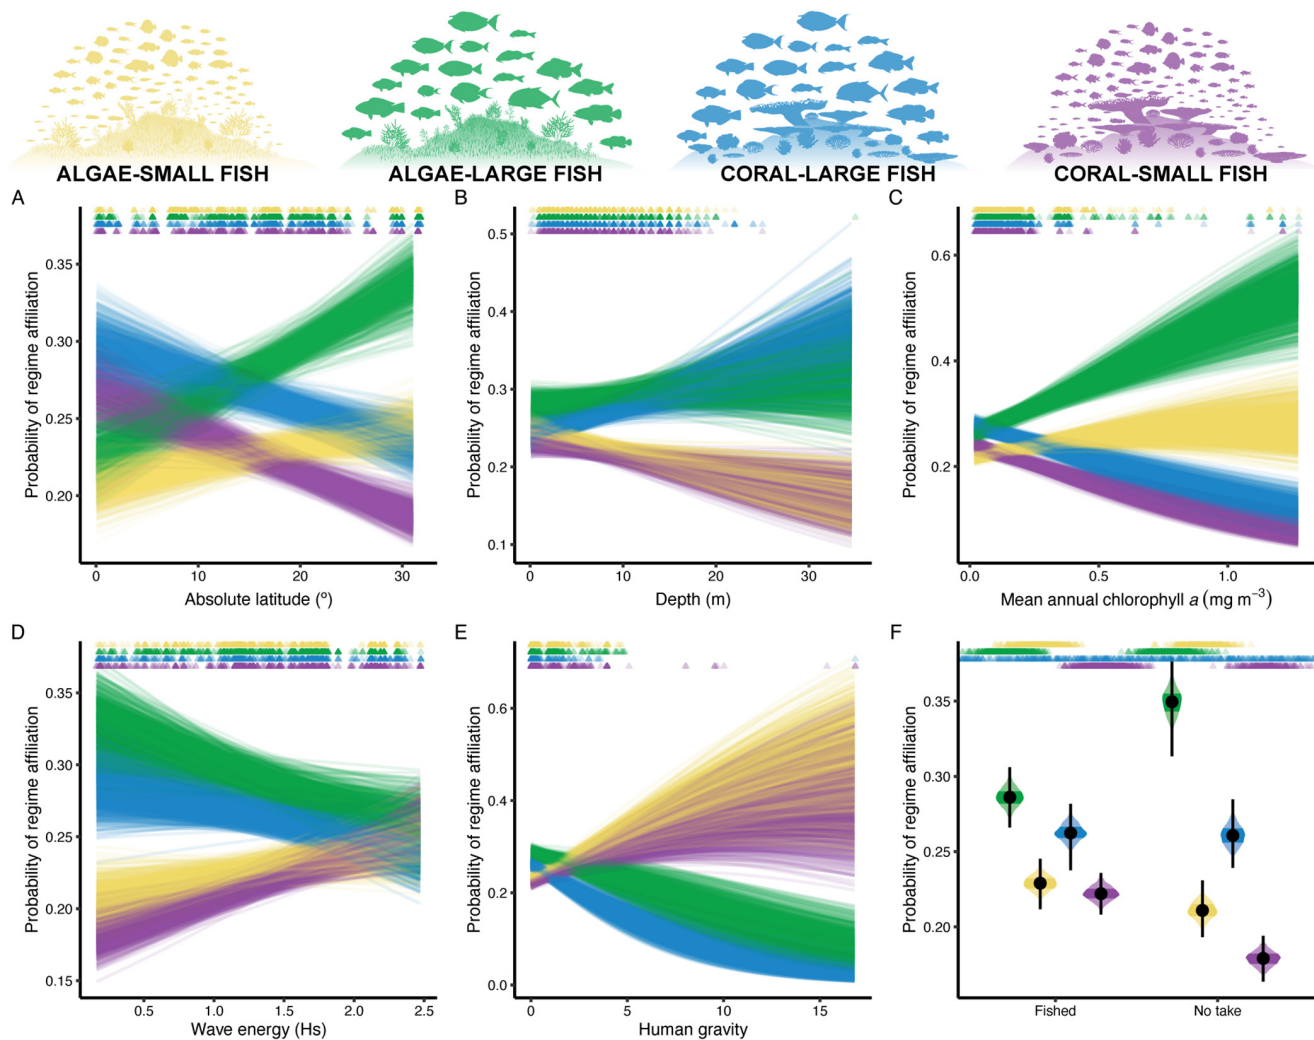 ALGAE-SMALL FISH
ALGAE-LARGE FISH
CORAL-LARGE FISH
CORAL-SMALL FISH
A
Probability of regime affiliation
0.35
0.30
0.25
0.20
0
10
20
30
Absolute latitude (º)
B
Probability of regime affiliation
0.5
0.4
0.3
0.2
0.1
0
10
20
30
Depth (m)
C
Probability of regime affiliation
0.6
0.4
0.2
0.0
0.5
1.0
Mean annual chlorophyll a (mg m⁻³)
D
Probability of regime affiliation
0.35
0.30
0.25
0.20
0.15
0.5
1.0
1.5
2.0
2.5
Wave energy (Hs)
E
Probability of regime affiliation
0.6
0.4
0.2
0.0
0
5
10
15
Human gravity
F
Probability of regime affiliation
0.35
0.30
0.25
0.20
Fished
No take